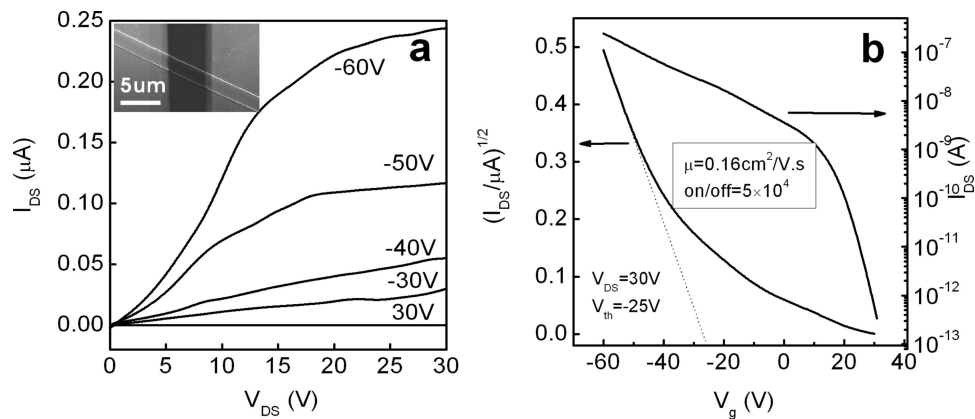 a
5um
-60V
-50V
-40V
-30V
30V
0.25
0.20
0.15
0.10
0.05
0.00
I_DS (μA)
0 5 10 15 20 25 30
V_DS (V)
b
0.5
0.4
0.3
0.2
0.1
0.0
(I_DS/μA)^1/2
μ=0.16cm²/V.s
on/off=5×10⁴
V_DS=30V
V_th=-25V
10⁻⁷
10⁻⁸
10⁻⁹
10⁻¹⁰
10⁻¹¹
10⁻¹²
10⁻¹³
I_DS (A)
-60 -40 -20 0 20 40
V_g (V)